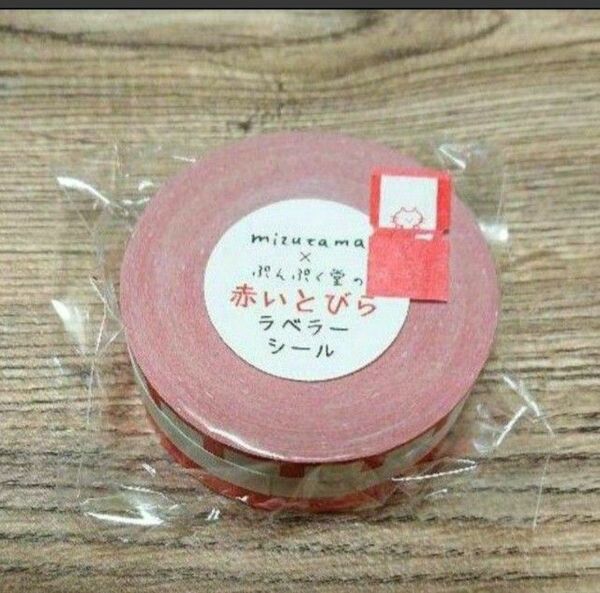 mizutama
×
ぷんぷく堂の
赤いとびら
ラベラー
シール